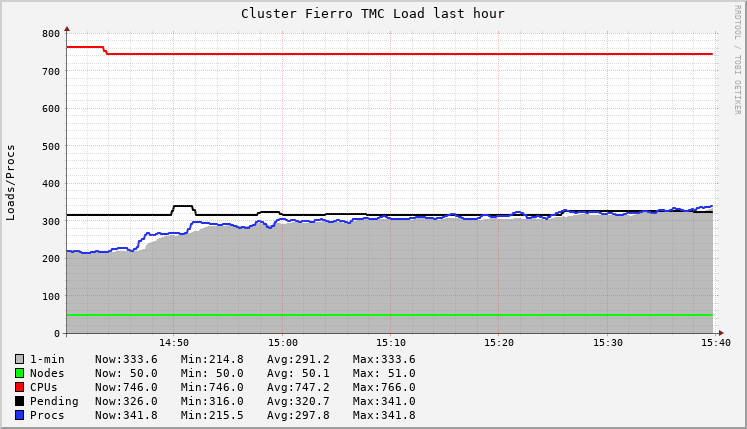 Cluster Fierro TMC Load last hour
RRDTOOL / TOBI OETIKER
Loads/Procs
800
700
600
500
400
300
200
100
0
14:50 15:00 15:10 15:20 15:30 15:40
1-min Now:333.6 Min:214.8 Avg:291.2 Max:333.6
Nodes Now: 50.0 Min: 50.0 Avg: 50.1 Max: 51.0
CPUs Now:746.0 Min:746.0 Avg:747.2 Max:766.0
Pending Now:326.0 Min:316.0 Avg:320.7 Max:341.0
Procs Now:341.8 Min:215.5 Avg:297.8 Max:341.8